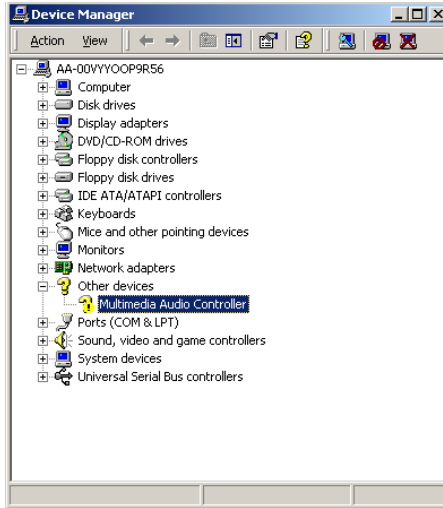 Device Manager
Action View
AA-00VYYOOP9R56
Computer
Disk drives
Display adapters
DVD/CD-ROM drives
Floppy disk controllers
Floppy disk drives
IDE ATA/ATAPI controllers
Keyboards
Mice and other pointing devices
Monitors
Network adapters
Other devices
Multimedia Audio Controller
Ports (COM & LPT)
Sound, video and game controllers
System devices
Universal Serial Bus controllers